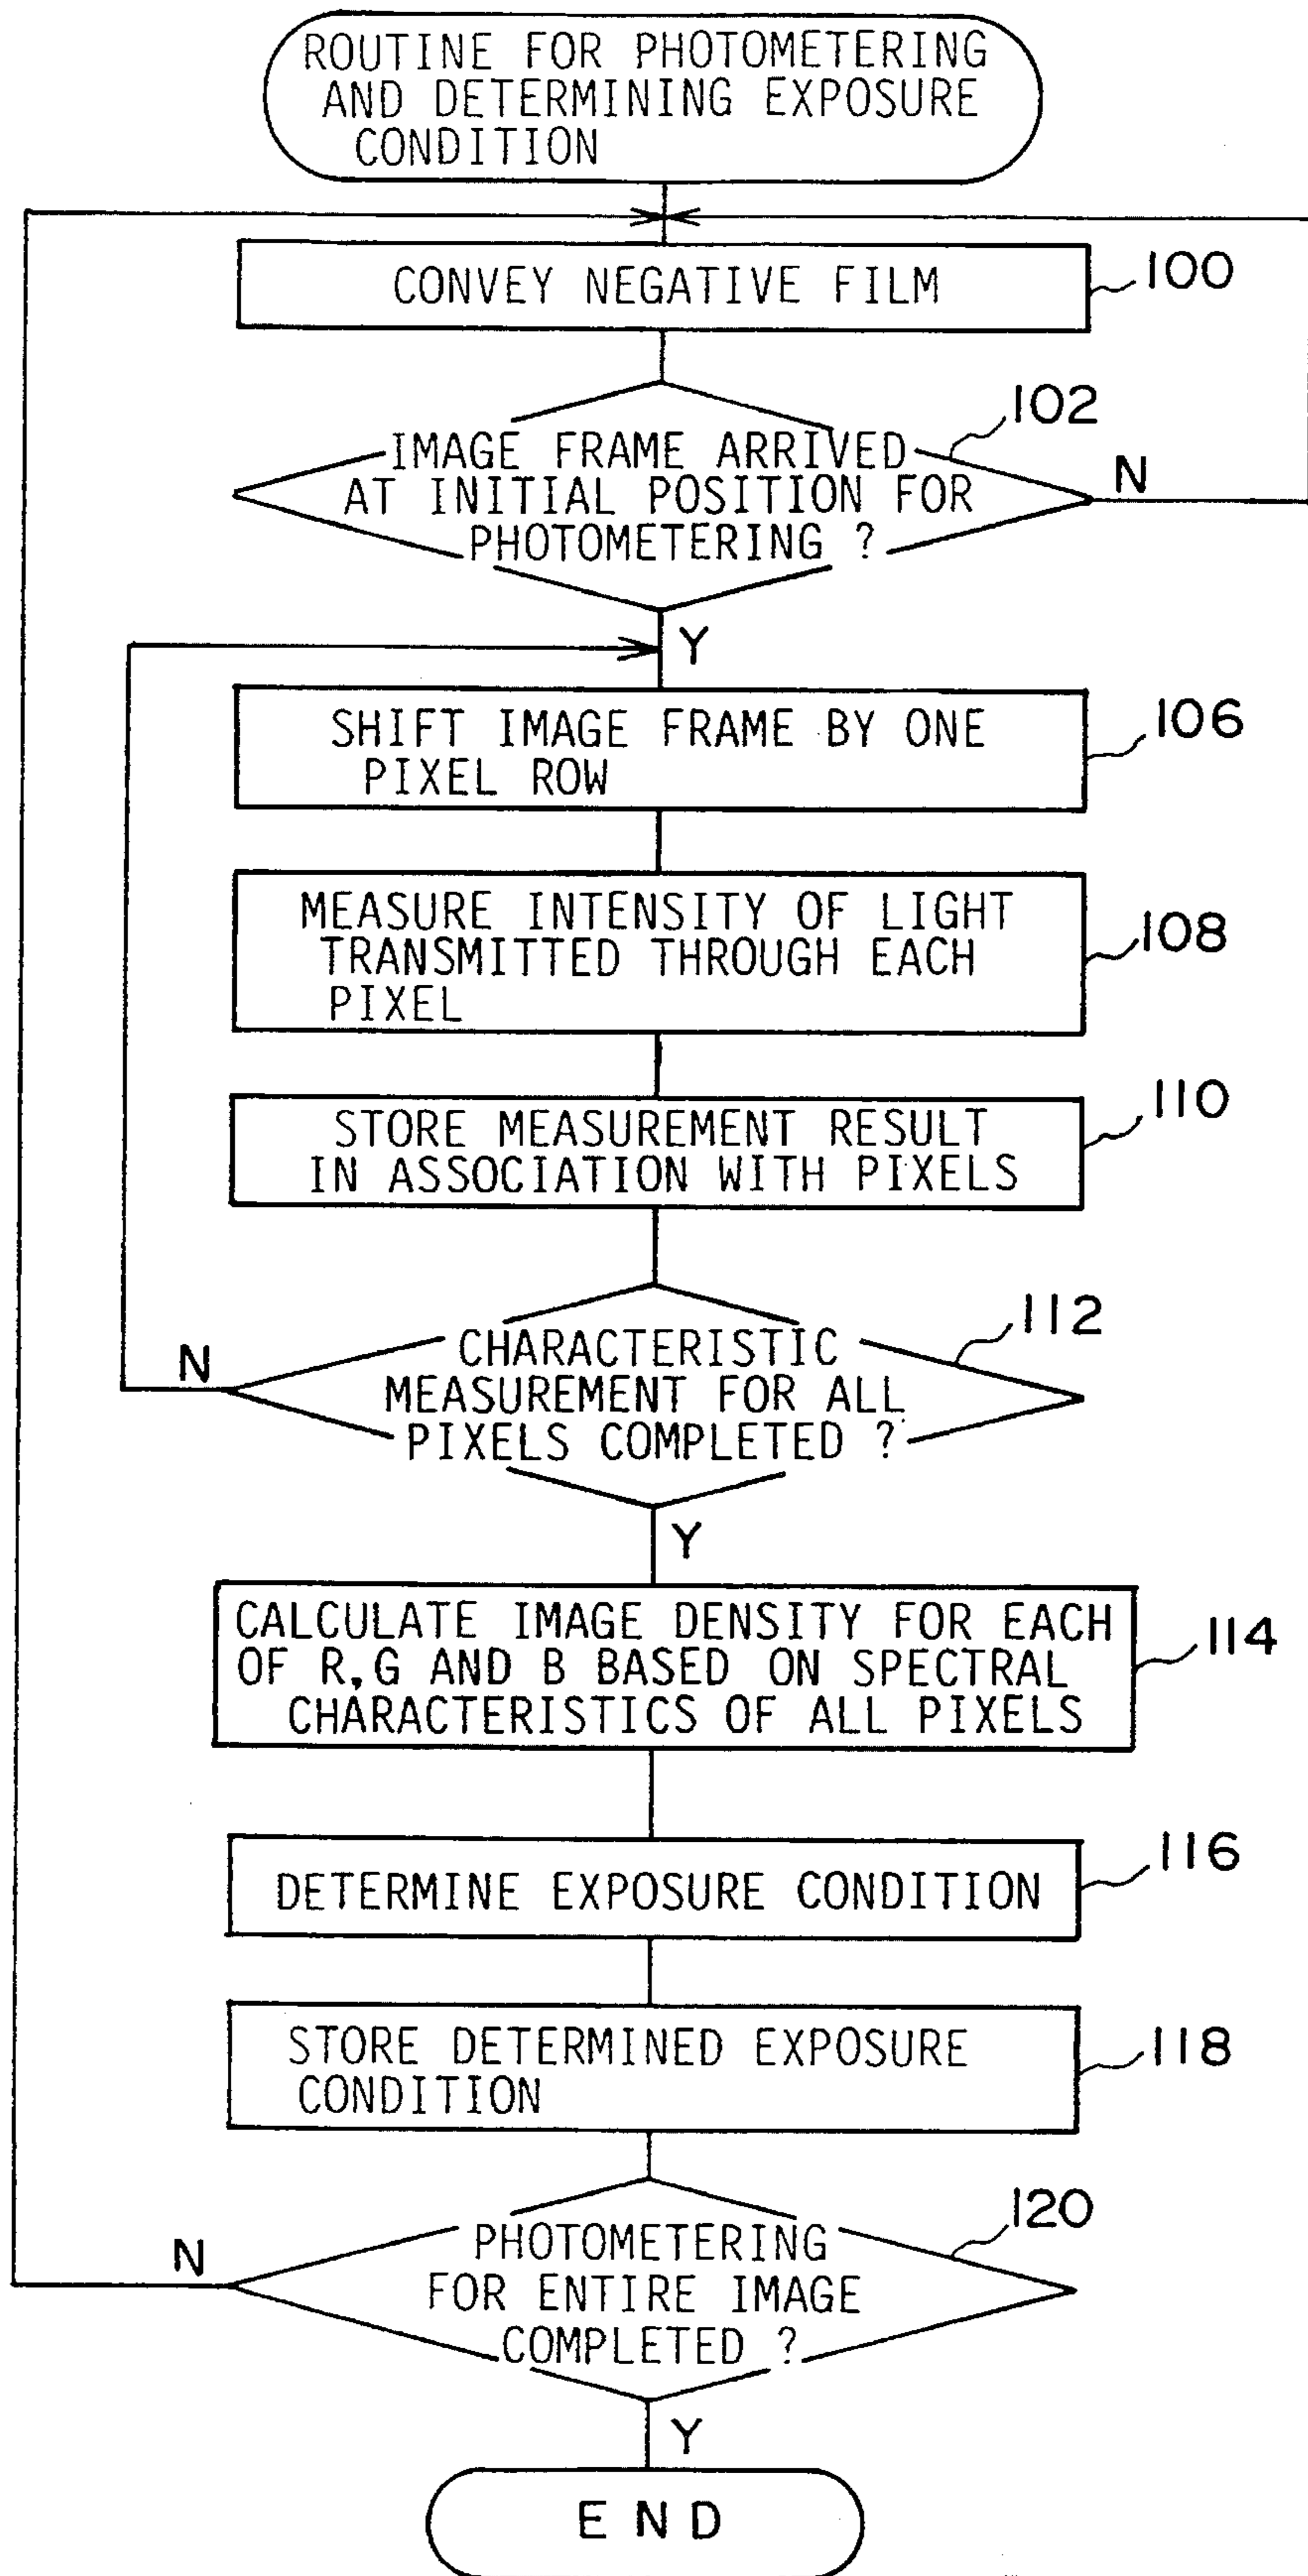 ROUTINE FOR PHOTOMETERING
AND DETERMINING EXPOSURE
CONDITION
CONVEY NEGATIVE FILM
100
102
IMAGE FRAME ARRIVED
AT INITIAL POSITION FOR
PHOTOMETERING ?
N
Y
SHIFT IMAGE FRAME BY ONE
PIXEL ROW
106
MEASURE INTENSITY OF LIGHT
TRANSMITTED THROUGH EACH
PIXEL
108
STORE MEASUREMENT RESULT
IN ASSOCIATION WITH PIXELS
110
112
CHARACTERISTIC
MEASUREMENT FOR ALL
PIXELS COMPLETED ?
N
Y
CALCULATE IMAGE DENSITY FOR EACH
OF R,G AND B BASED ON SPECTRAL
CHARACTERISTICS OF ALL PIXELS
114
DETERMINE EXPOSURE CONDITION
116
STORE DETERMINED EXPOSURE
CONDITION
118
120
PHOTOMETERING
FOR ENTIRE IMAGE
COMPLETED ?
N
Y
END